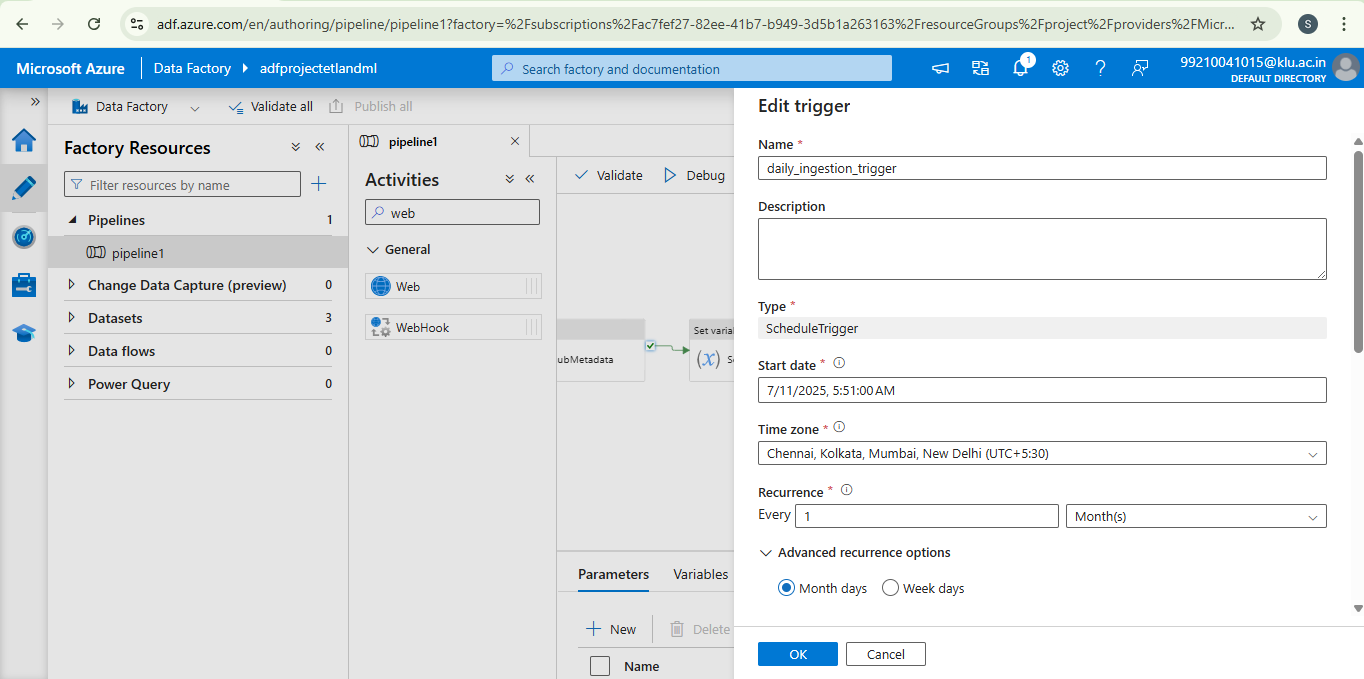 adf.azure.com/en/authoring/pipeline/pipeline1?factory=%2Fsubscriptions%2Fac7fef27-82ee-41b7-b949-3d5b1a263163%2FresourceGroups%2Fproject%2Fproviders%2FMicr...
S
Microsoft Azure
Data Factory
adfprojectetlandml
Search factory and documentation
1
99210041015@klu.ac.in
DEFAULT DIRECTORY
Data Factory
Validate all
Publish all
Factory Resources
Filter resources by name
Pipelines 1
pipeline1
Change Data Capture (preview) 0
Datasets 3
Data flows 0
Power Query 0
pipeline1
Activities
web
General
Web
WebHook
Validate
Debug
ubMetadata
Set varia
(x)
Parameters
Variables
New
Delete
Name
Edit trigger
Name *
daily_ingestion_trigger
Description
Type *
ScheduleTrigger
Start date *
7/11/2025, 5:51:00 AM
Time zone *
Chennai, Kolkata, Mumbai, New Delhi (UTC+5:30)
Recurrence *
Every 1 Month(s)
Advanced recurrence options
Month days Week days
OK Cancel